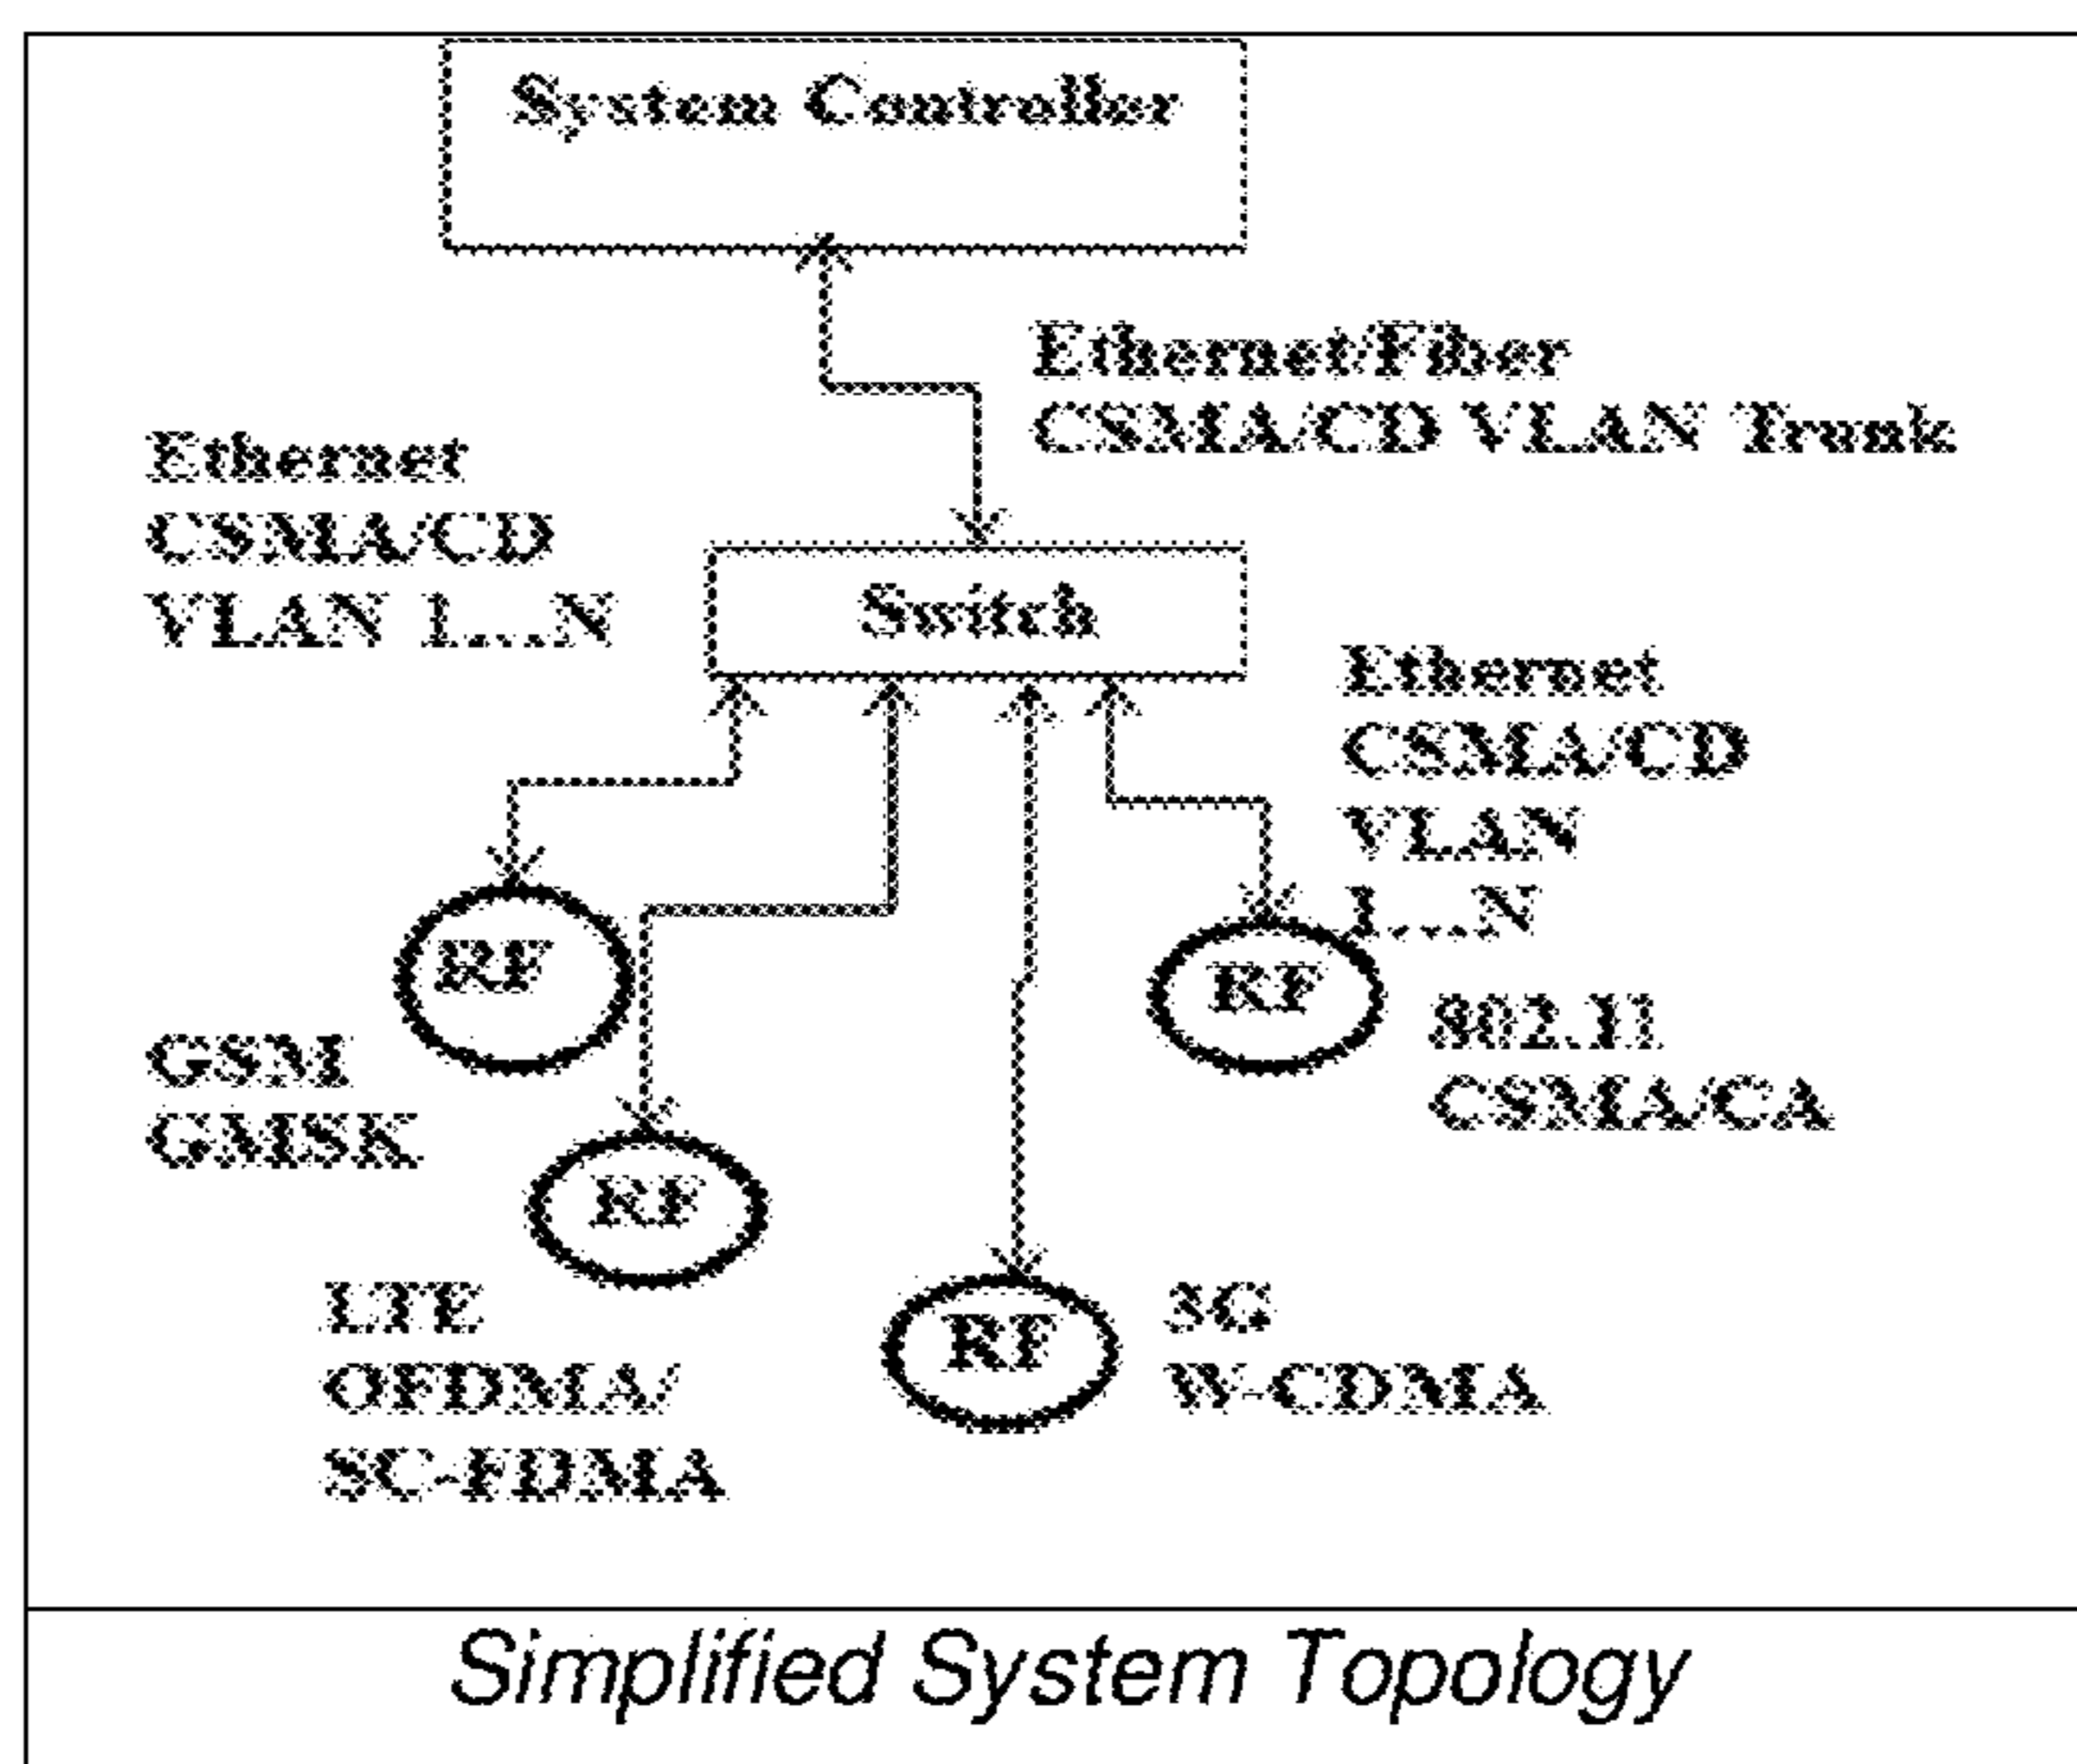 System Controller
Ethernet/Fiber
CSMA/CD VLAN Trunk
Ethernet
CSMA/CD
VLAN 1....N
Switch
Ethernet
CSMA/CD
VLAN
1....N
RF
RF
802.11
CSMA/CA
GSM
GMSK
RF
LTE
OFDMA/
SC-FDMA
RF
3G
W-CDMA
Simplified System Topology